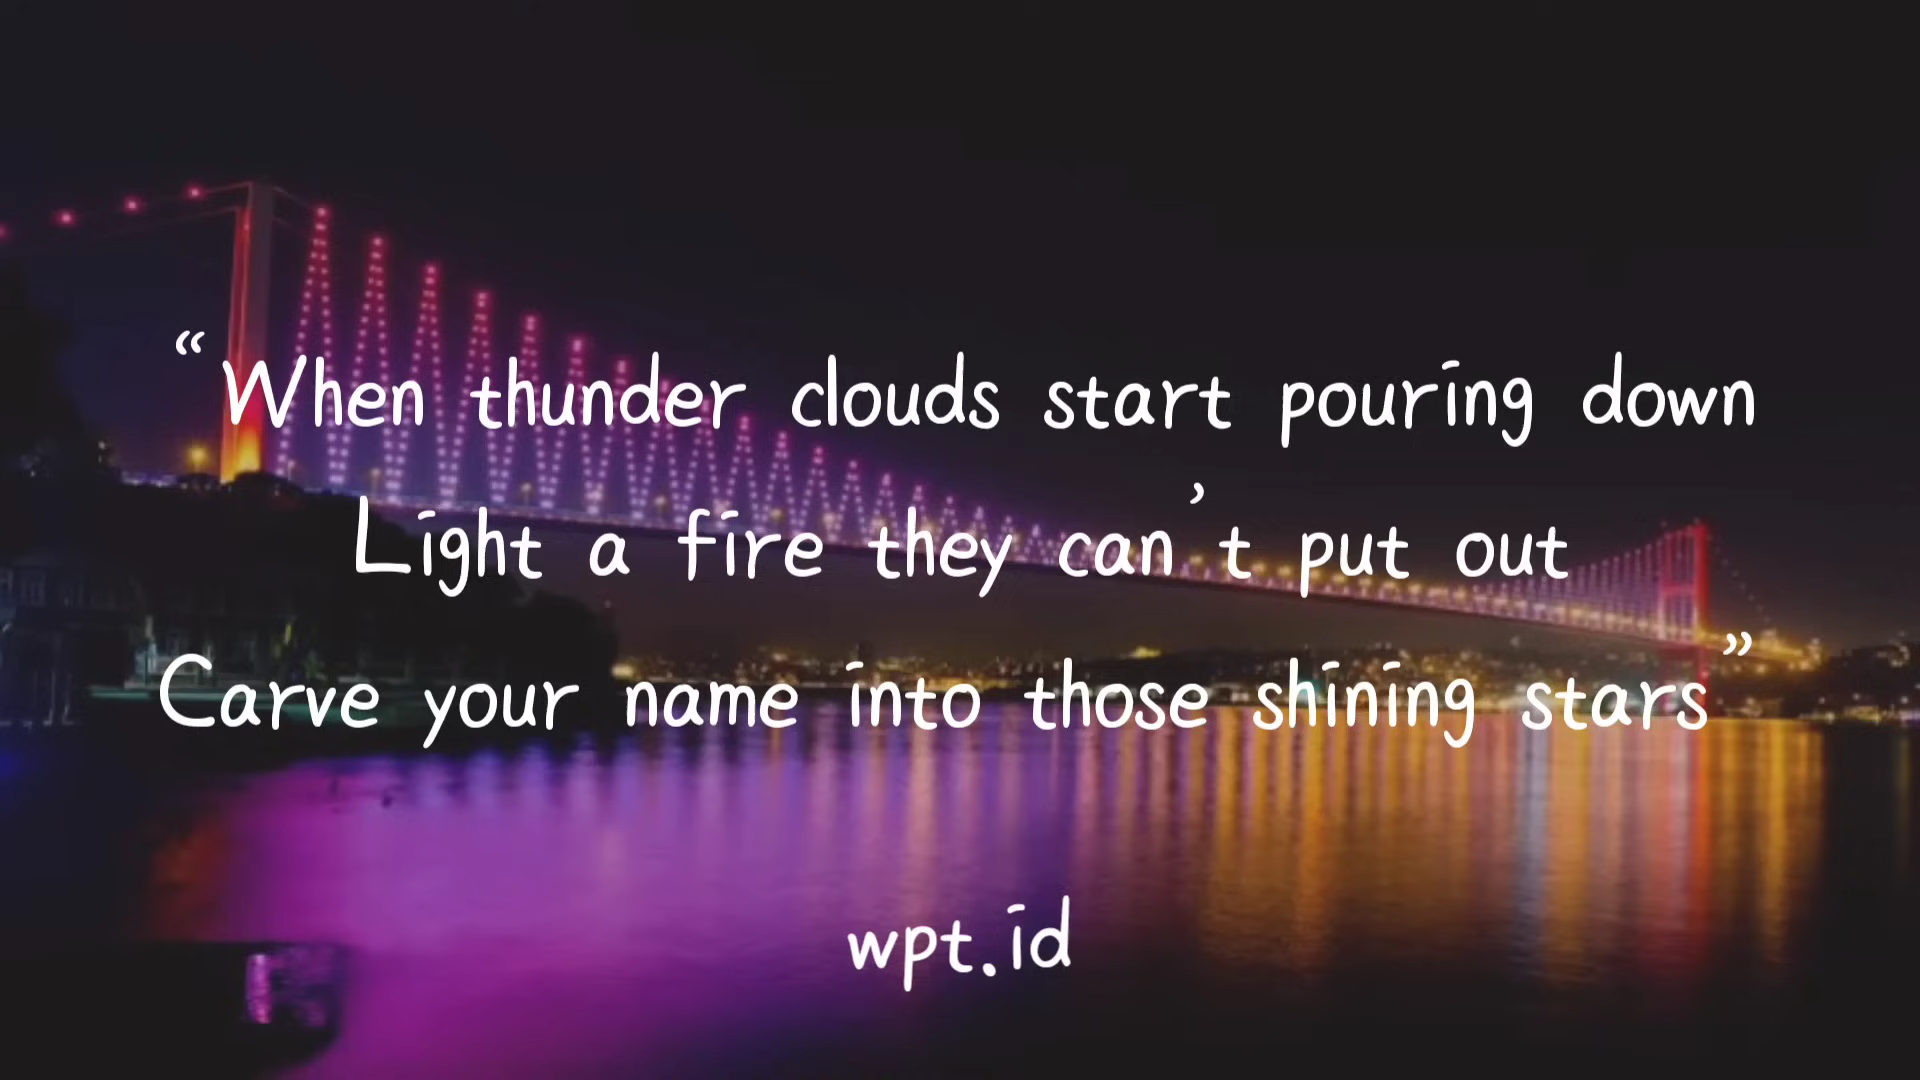 “When thunder clouds start pouring down
Light a fire they can’t put out
Carve your name into those shining stars”
wpt.id